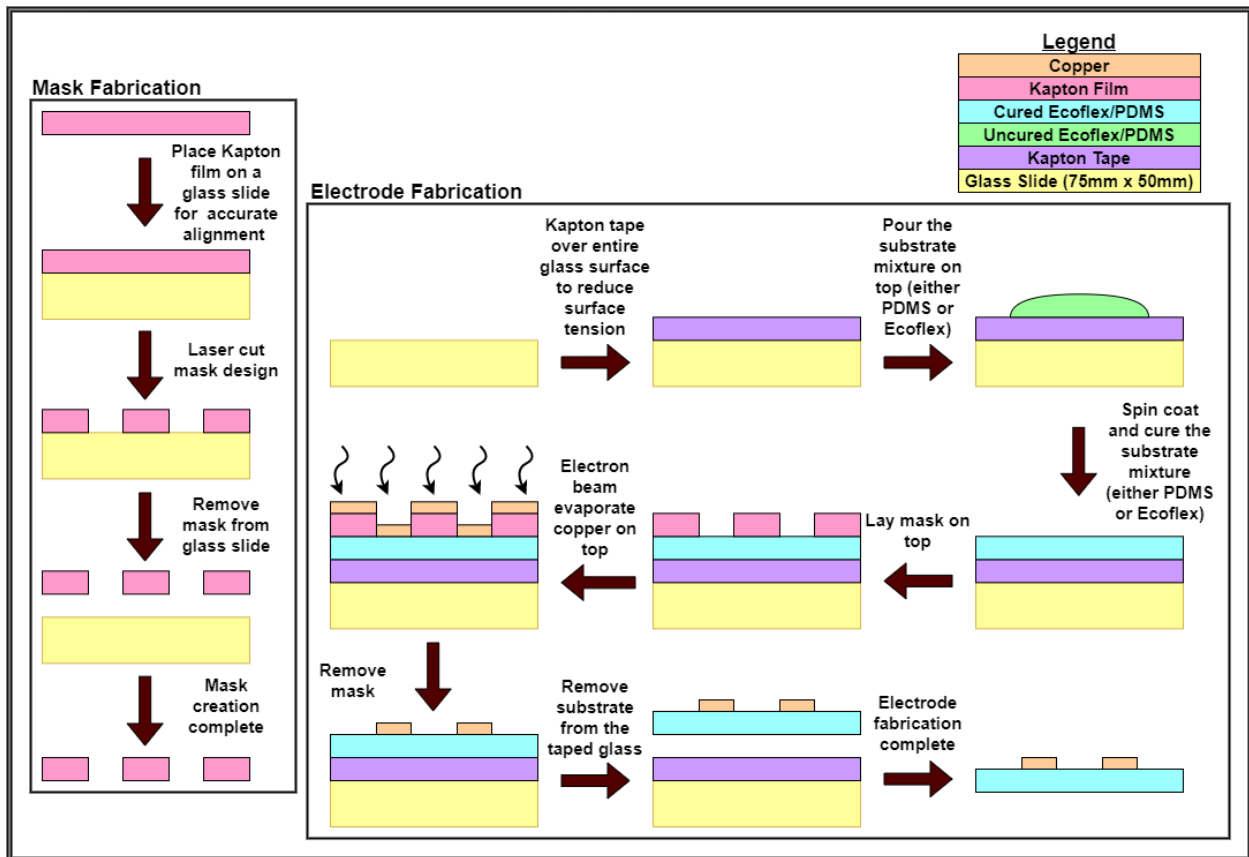 Legend
Copper
Kapton Film
Cured Ecoflex/PDMS
Uncured Ecoflex/PDMS
Kapton Tape
Glass Slide (75mm x 50mm)
Mask Fabrication
Place Kapton
film on a
glass slide
for accurate
alignment
Laser cut
mask design
Remove
mask from
glass slide
Mask
creation
complete
Electrode Fabrication
Kapton tape
over entire
glass surface
to reduce
surface
tension
Pour the
substrate
mixture on
top (either
PDMS or
Ecoflex)
Spin coat
and cure the
substrate
mixture
(either PDMS
or Ecoflex)
Lay mask on
top
Electron
beam
evaporate
copper on
top
Remove
mask
Remove
substrate
from the
taped glass
Electrode
fabrication
complete